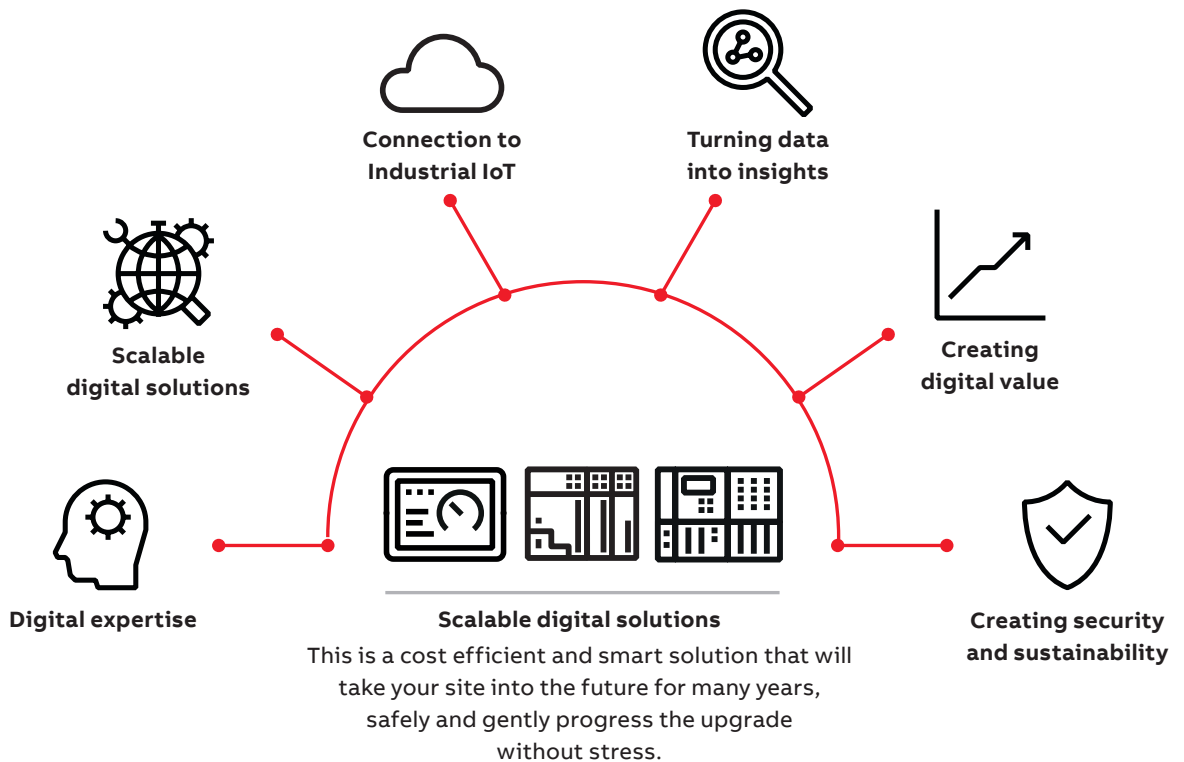 Connection to
Industrial IoT
Turning data
into insights
Scalable
digital solutions
Creating
digital value
Digital expertise
Scalable digital solutions
This is a cost efficient and smart solution that will
take your site into the future for many years,
safely and gently progress the upgrade
without stress.
Creating security
and sustainability